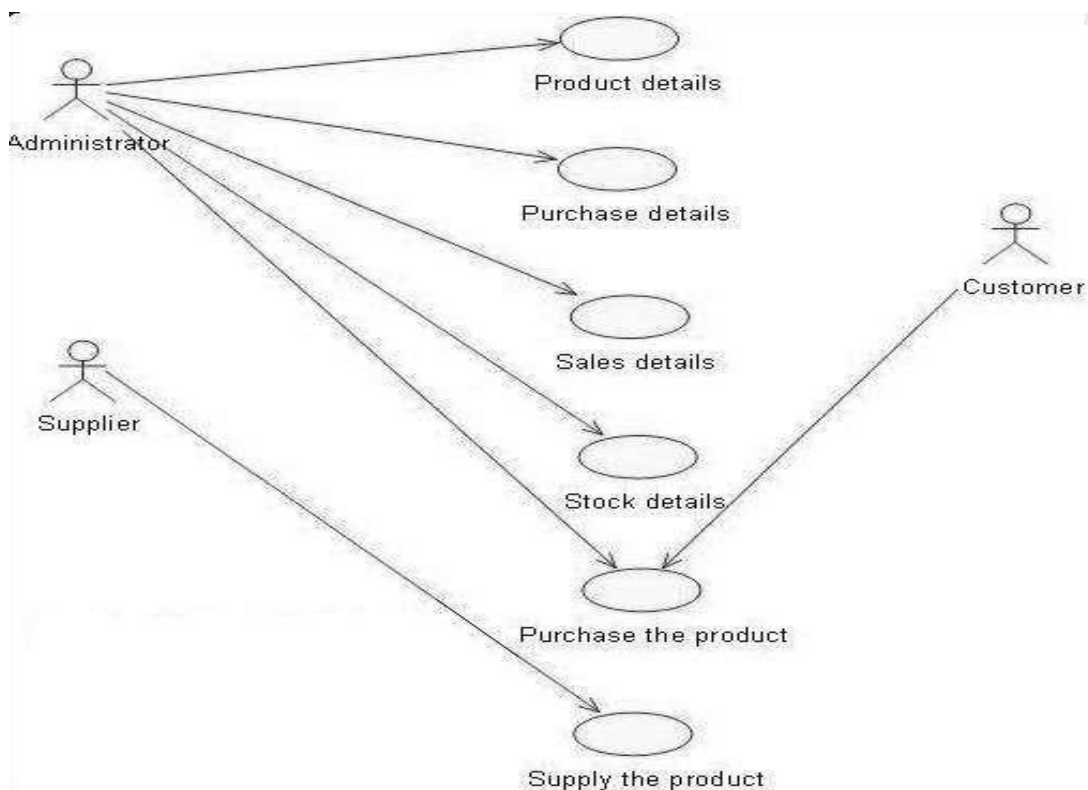 Product details
Administrator
Purchase details
Customer
Sales details
Supplier
Stock details
Purchase the product
Supply the product